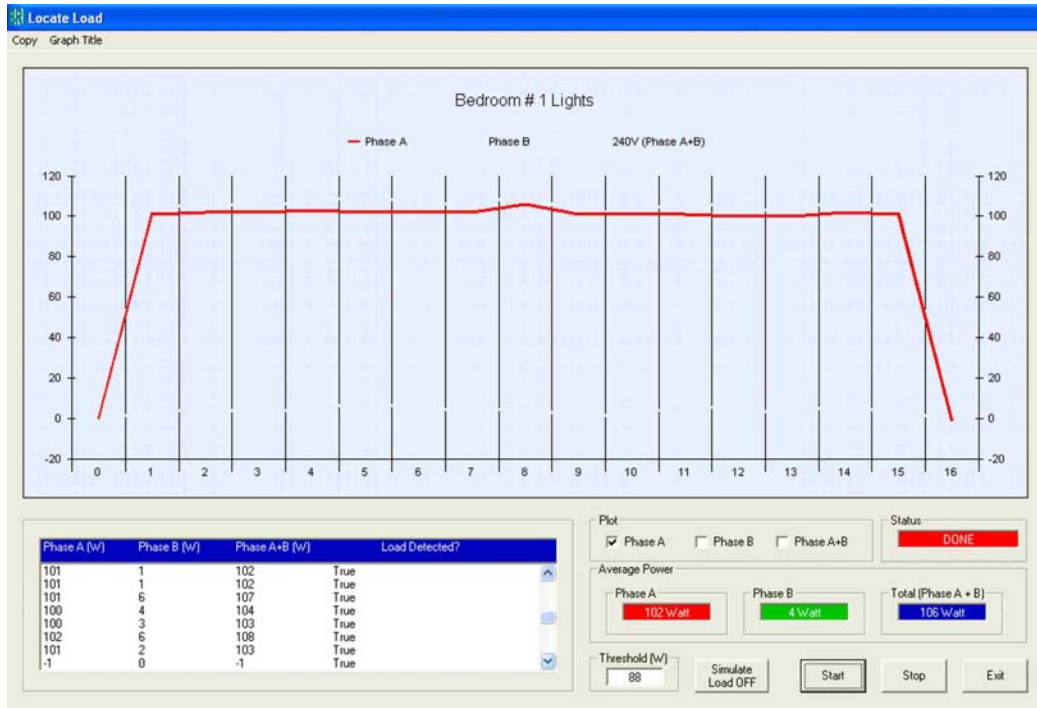 Locate Load
Copy Graph Title
Bedroom # 1 Lights
Phase A Phase B 240V (Phase A+B)
120 120
100 100
80 80
60 60
40 40
20 20
0 0
-20 -20
0 1 2 3 4 5 6 7 8 9 10 11 12 13 14 15 16
Phase A (W) Phase B (W) Phase A+B (W) Load Detected?
101 1 102 True
101 1 102 True
101 6 107 True
100 4 104 True
100 3 103 True
102 6 108 True
101 2 103 True
-1 0 -1 True
Plot
Phase A Phase B Phase A+B
Status
DONE
Average Power
Phase A Phase B Total (Phase A + B)
102 Watt 4 Watt 106 Watt
Threshold (W)
88
Simulate
Load OFF
Start Stop Exit